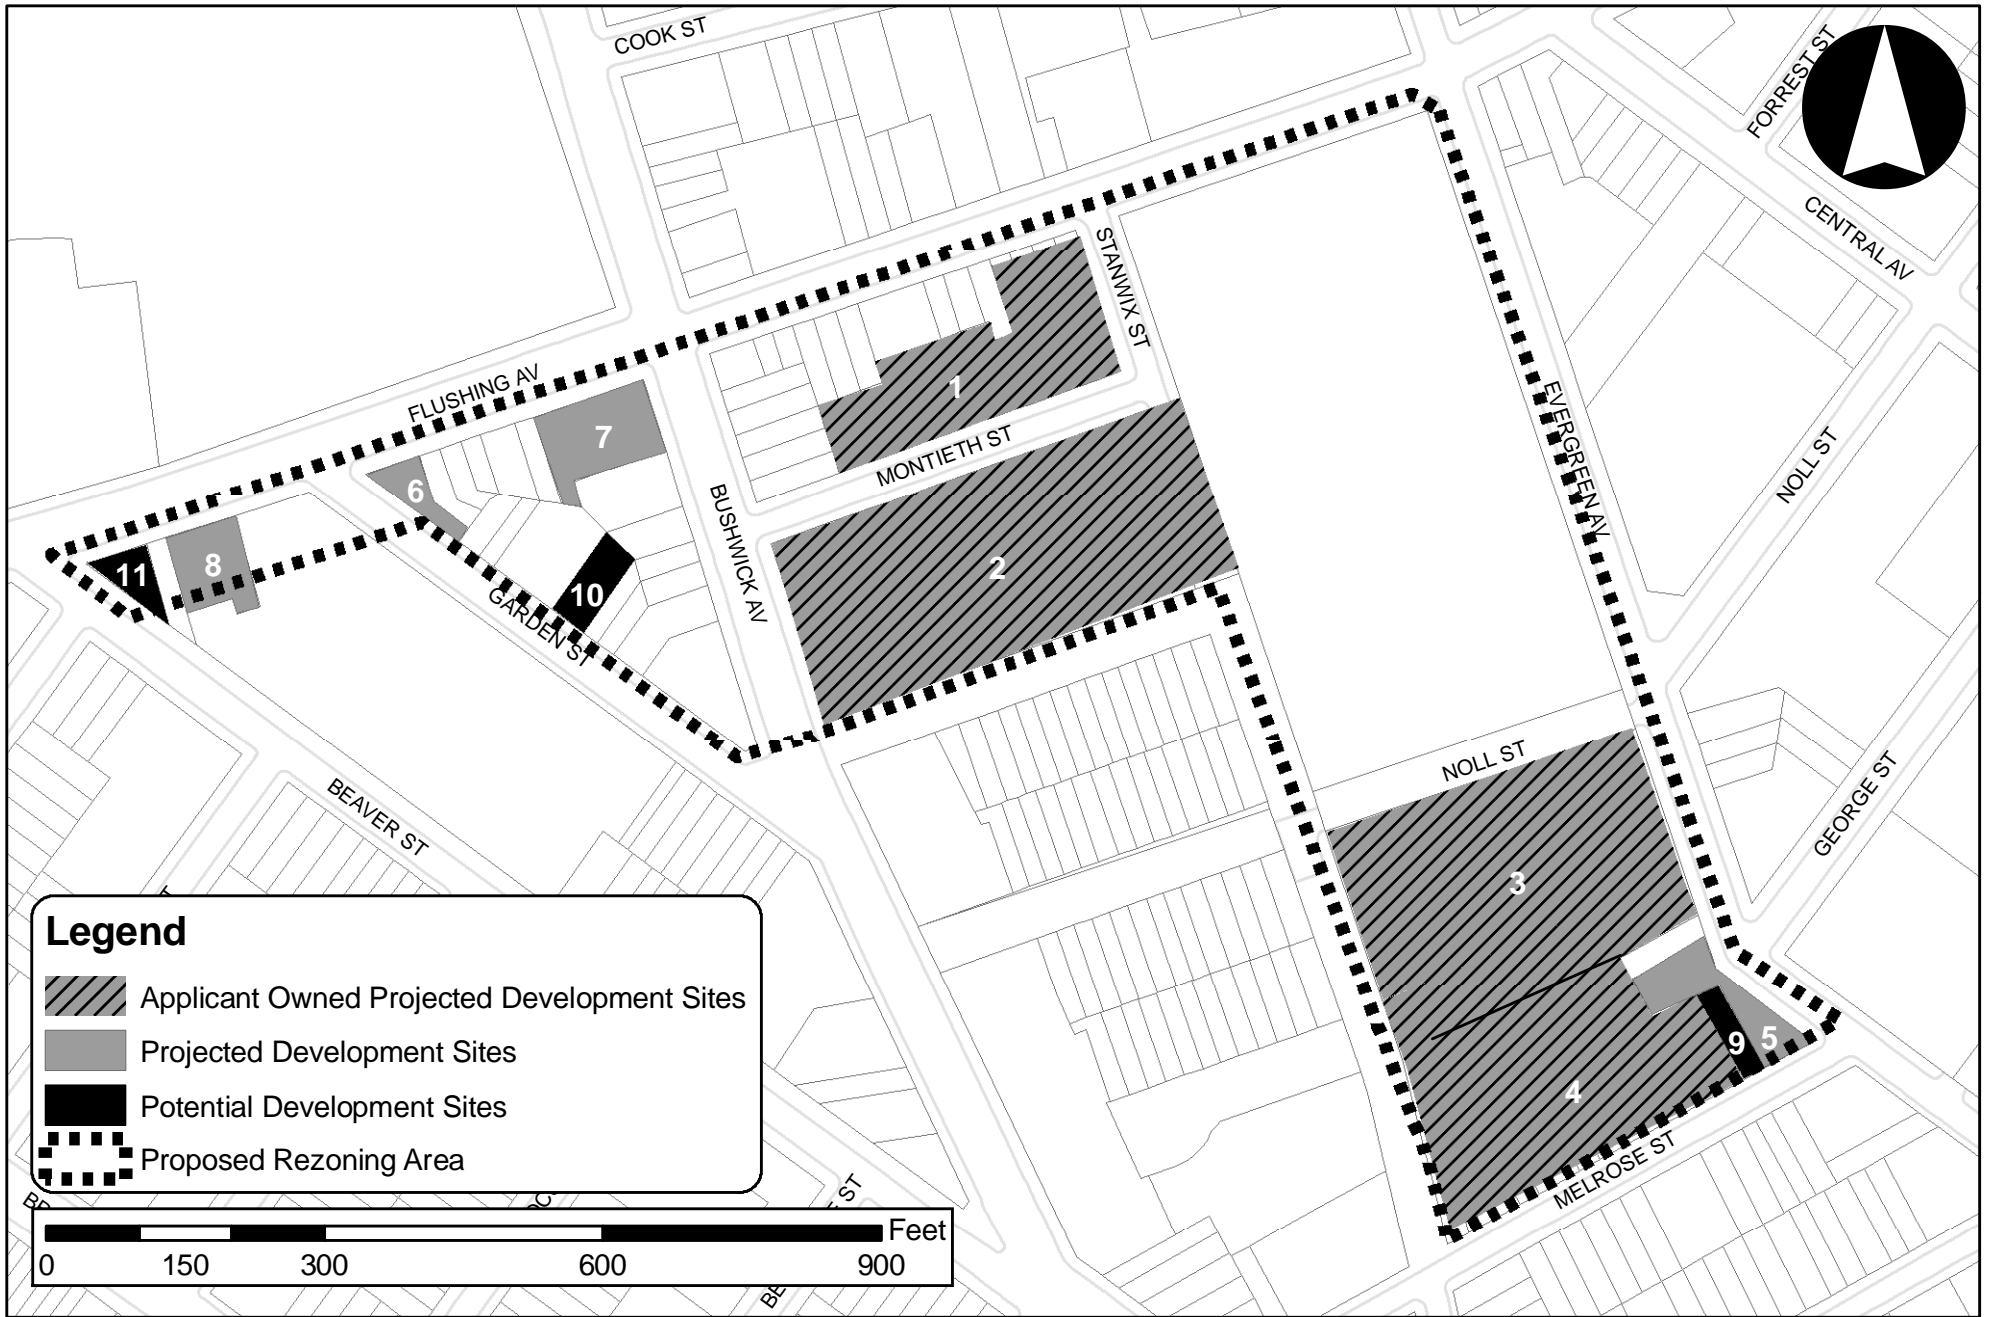 COOK ST
FORREST ST
CENTRAL AV
STANWIX ST
FLUSHING AV
1
7
MONTIETH ST
EVERGREEN AV
NOLL ST
6
BUSHWICK AV
11
8
2
10
GARDEN ST
NOLL ST
GEORGE ST
BEAVER ST
3
9
5
4
MELROSE ST
Legend
Applicant Owned Projected Development Sites
Projected Development Sites
Potential Development Sites
Proposed Rezoning Area
ST
Feet
0 150 300 600 900